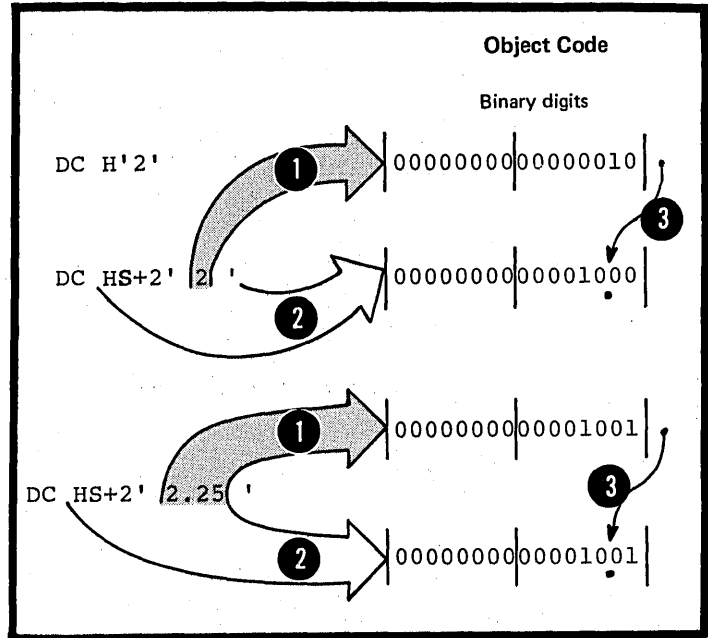 Object Code
Binary digits
DC H'2'
1
00000000 00000010
3
DC HS+2' 2 '
00000000 00001000
2
1
00000000 00001001
3
DC HS+2' 2.25 '
2
00000000 00001001